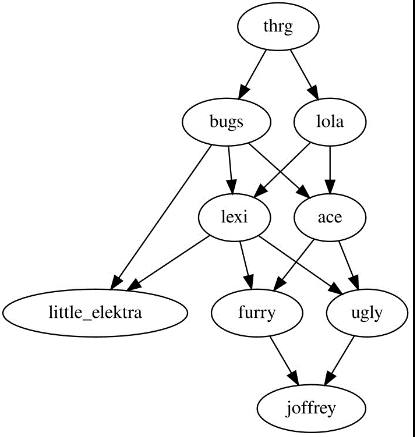 thrg
bugs lola
lexi ace
little_elektra furry ugly
joffrey